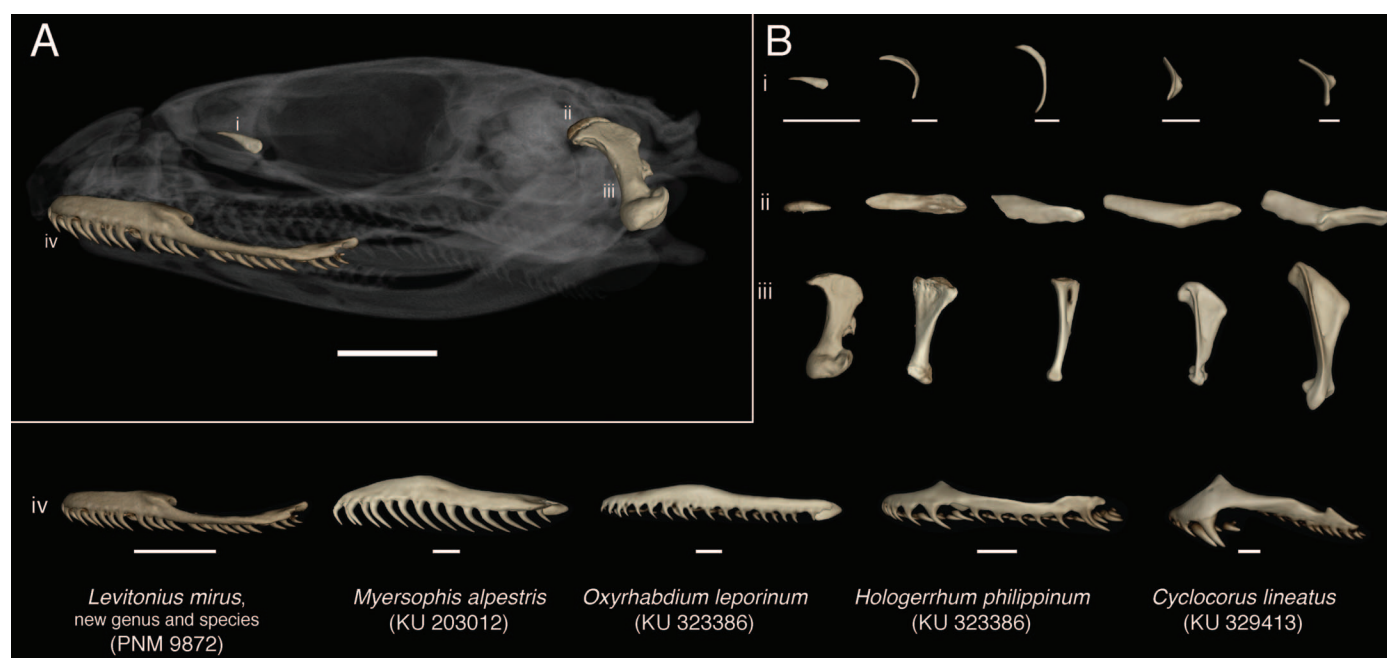 A
B
i
ii
iii
iv
i
ii
iii
iv
Levitonius mirus,
new genus and species
(PNM 9872)
Myersophis alpestris
(KU 203012)
Oxyrhabdium leporinum
(KU 323386)
Hologerrhum philippinum
(KU 323386)
Cyclocorus lineatus
(KU 329413)